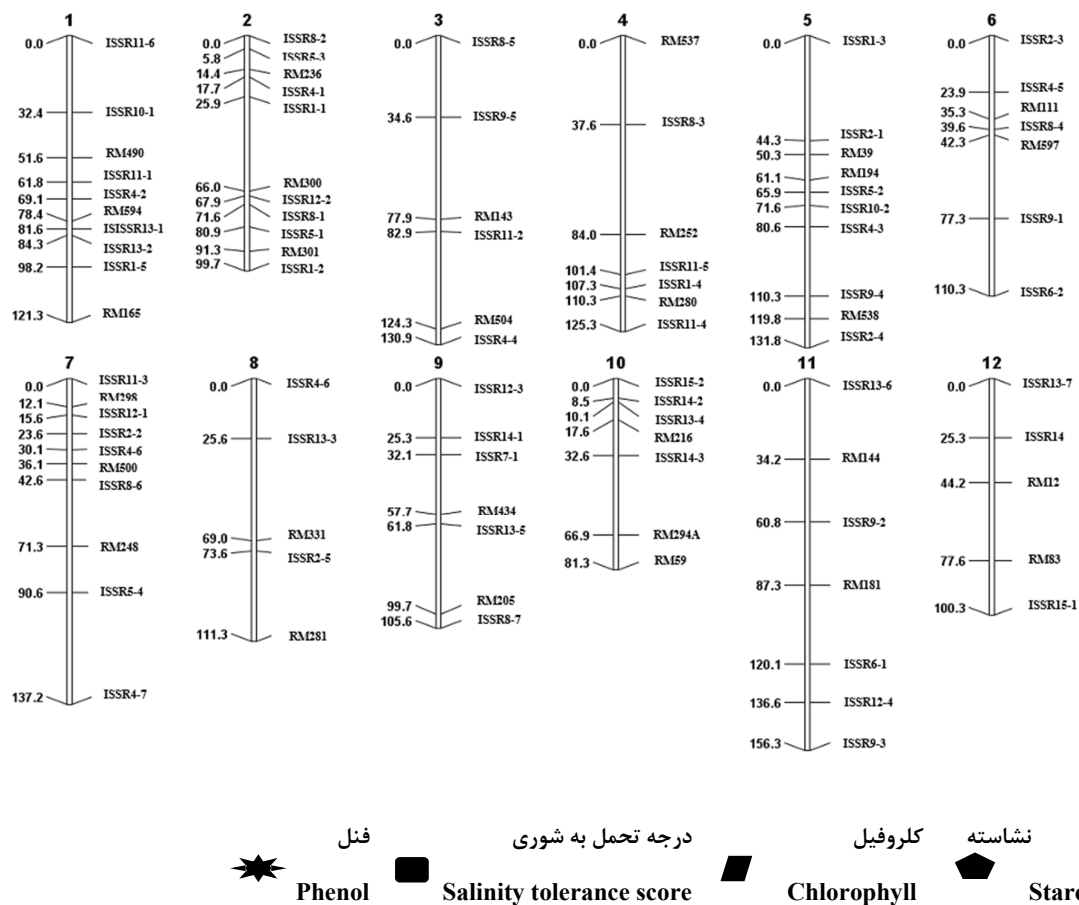 1
0.0 ISSR11-6
32.4 ISSR10-1
51.6 RM490
61.8 ISSR11-1
69.1 ISSR4-2
78.4 RM594
81.6 ISISSR13-1
84.3 ISSR13-2
98.2 ISSR1-5
121.3 RM165
2
0.0 ISSR8-2
5.8 ISSR5-3
14.4 RM236
17.7 ISSR4-1
25.9 ISSR1-1
66.0 RM300
67.9 ISSR12-2
71.6 ISSR8-1
80.9 ISSR5-1
91.3 RM301
99.7 ISSR1-2
3
0.0 ISSR8-5
34.6 ISSR9-5
77.9 RM143
82.9 ISSR11-2
124.3 RM504
130.9 ISSR4-4
4
0.0 RM537
37.6 ISSR8-3
84.0 RM252
101.4 ISSR11-5
107.3 ISSR1-4
110.3 RM280
125.3 ISSR11-4
5
0.0 ISSR1-3
44.3 ISSR2-1
50.3 RM39
61.1 RM194
65.9 ISSR5-2
71.6 ISSR10-2
80.6 ISSR4-3
110.3 ISSR9-4
119.8 RM538
131.8 ISSR2-4
6
0.0 ISSR2-3
23.9 ISSR4-5
35.3 RM111
39.6 ISSR8-4
42.3 RM597
77.3 ISSR9-1
110.3 ISSR6-2
7
0.0 ISSR11-3
12.1 RM298
15.6 ISSR12-1
23.6 ISSR2-2
30.1 ISSR4-6
36.1 RM500
42.6 ISSR8-6
71.3 RM248
90.6 ISSR5-4
137.2 ISSR4-7
8
0.0 ISSR4-6
25.6 ISSR13-3
69.0 RM331
73.6 ISSR2-5
111.3 RM281
9
0.0 ISSR12-3
25.3 ISSR14-1
32.1 ISSR7-1
57.7 RM434
61.8 ISSR13-5
99.7 RM205
105.6 ISSR8-7
10
0.0 ISSR15-2
8.5 ISSR14-2
10.1 ISSR13-4
17.6 RM216
32.6 ISSR14-3
66.9 RM294A
81.3 RM59
11
0.0 ISSR13-6
34.2 RM144
60.8 ISSR9-2
87.3 RM181
120.1 ISSR6-1
136.6 ISSR12-4
156.3 ISSR9-3
12
0.0 ISSR13-7
25.3 ISSR14
44.2 RM12
77.6 RM83
100.3 ISSR15-1
نشاسته کلروفیل درجه تحمل به شوری فنل
Phenol Salinity tolerance score Chlorophyll